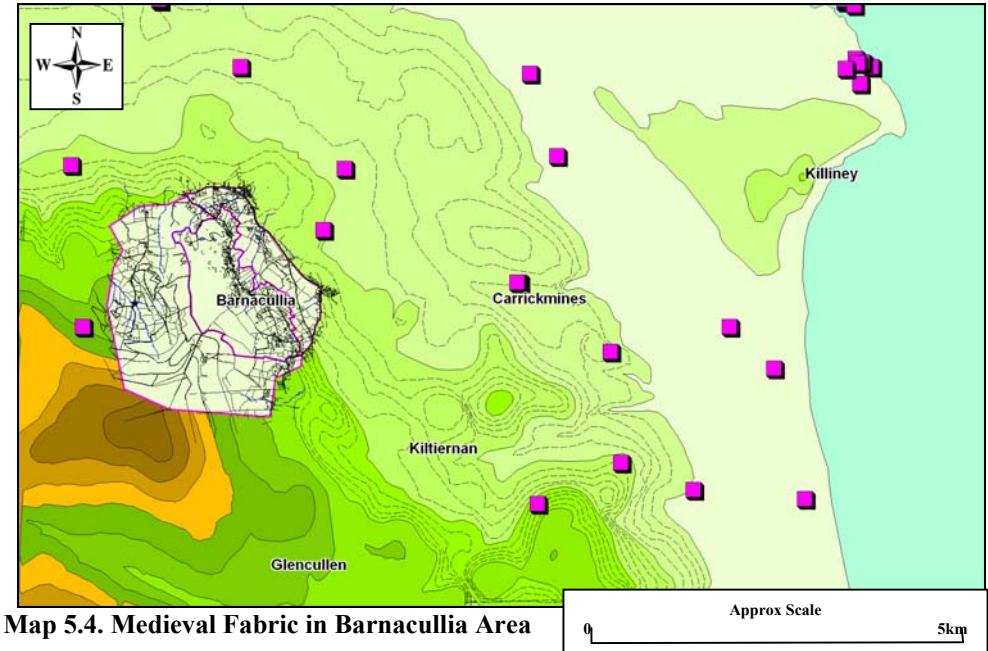 N
W E
S
Killiney
Barnacullia
Carrickmines
Kiltiernan
Glencullen
Map 5.4. Medieval Fabric in Barnacullia Area
Approx Scale
0 5km